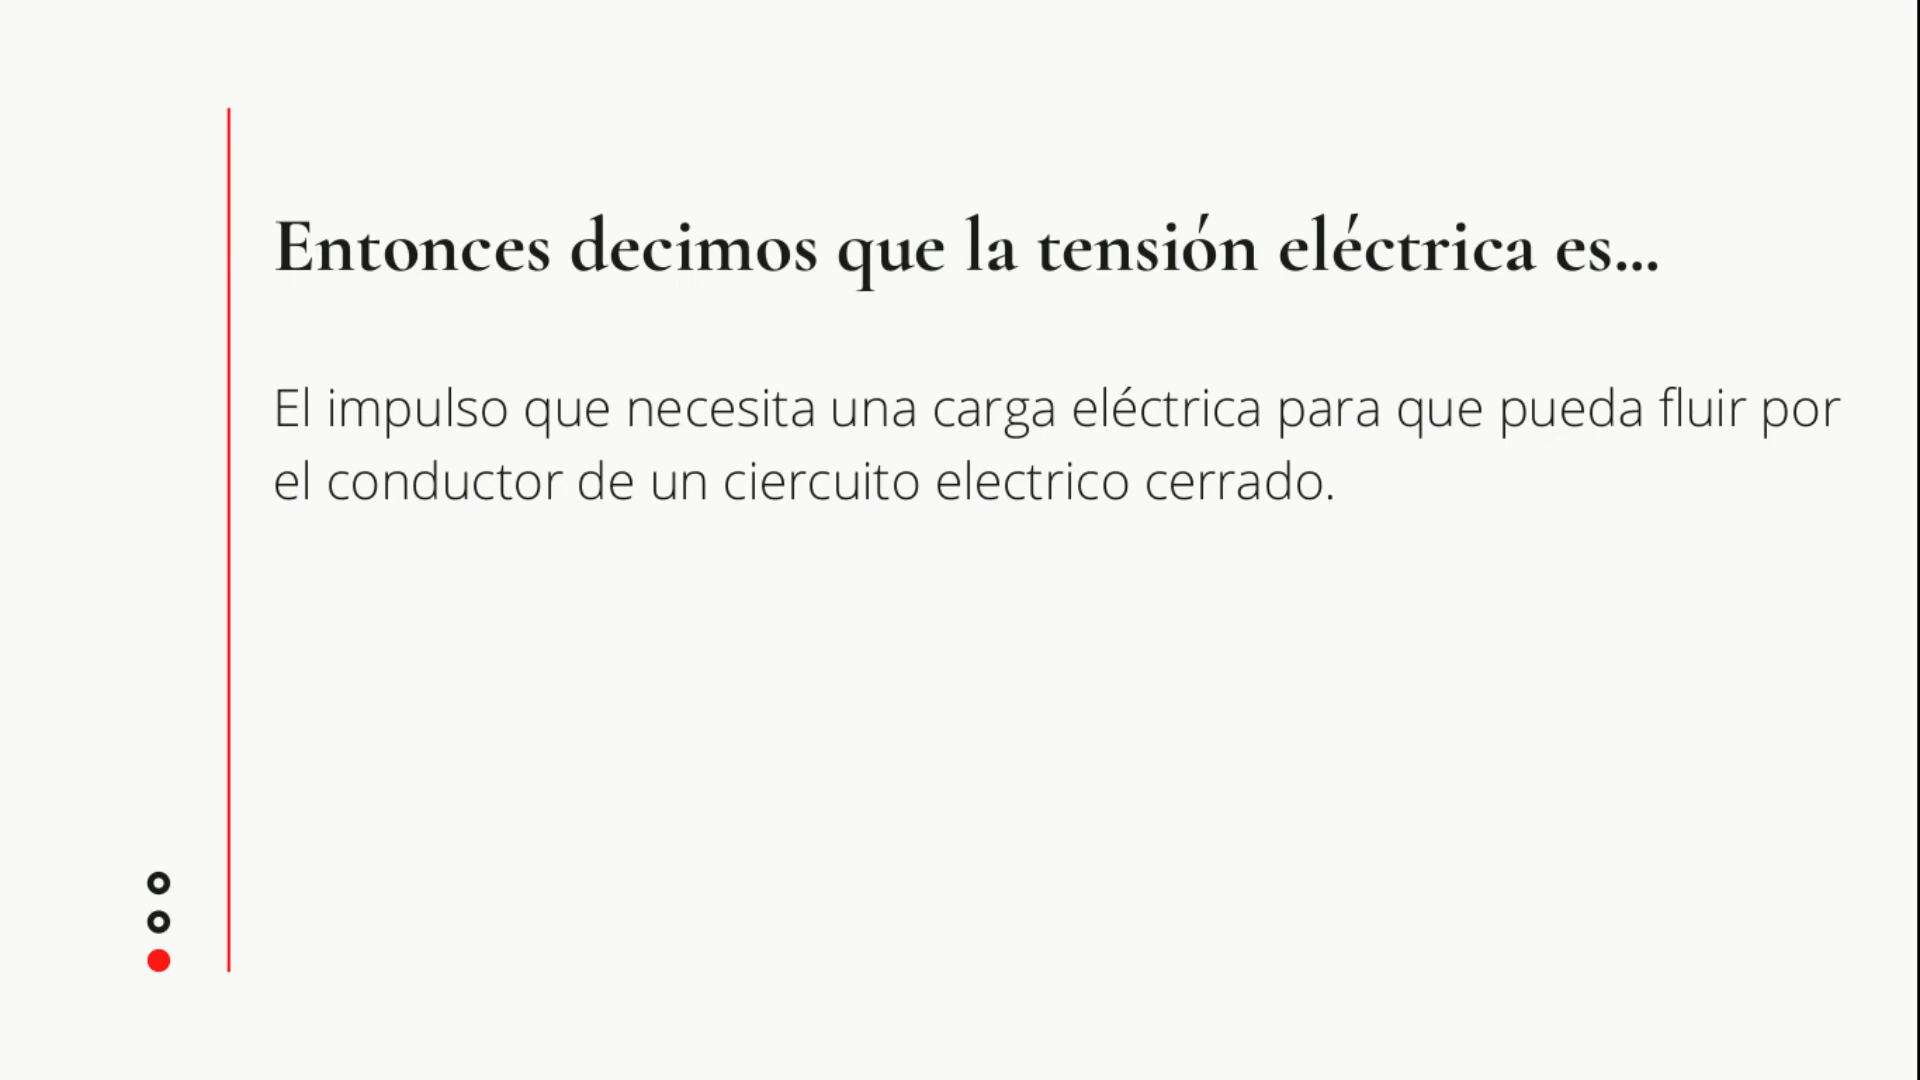 Entonces decimos que la tensión eléctrica es...
El impulso que necesita una carga eléctrica para que pueda fluir por
el conductor de un ciercuito electrico cerrado.